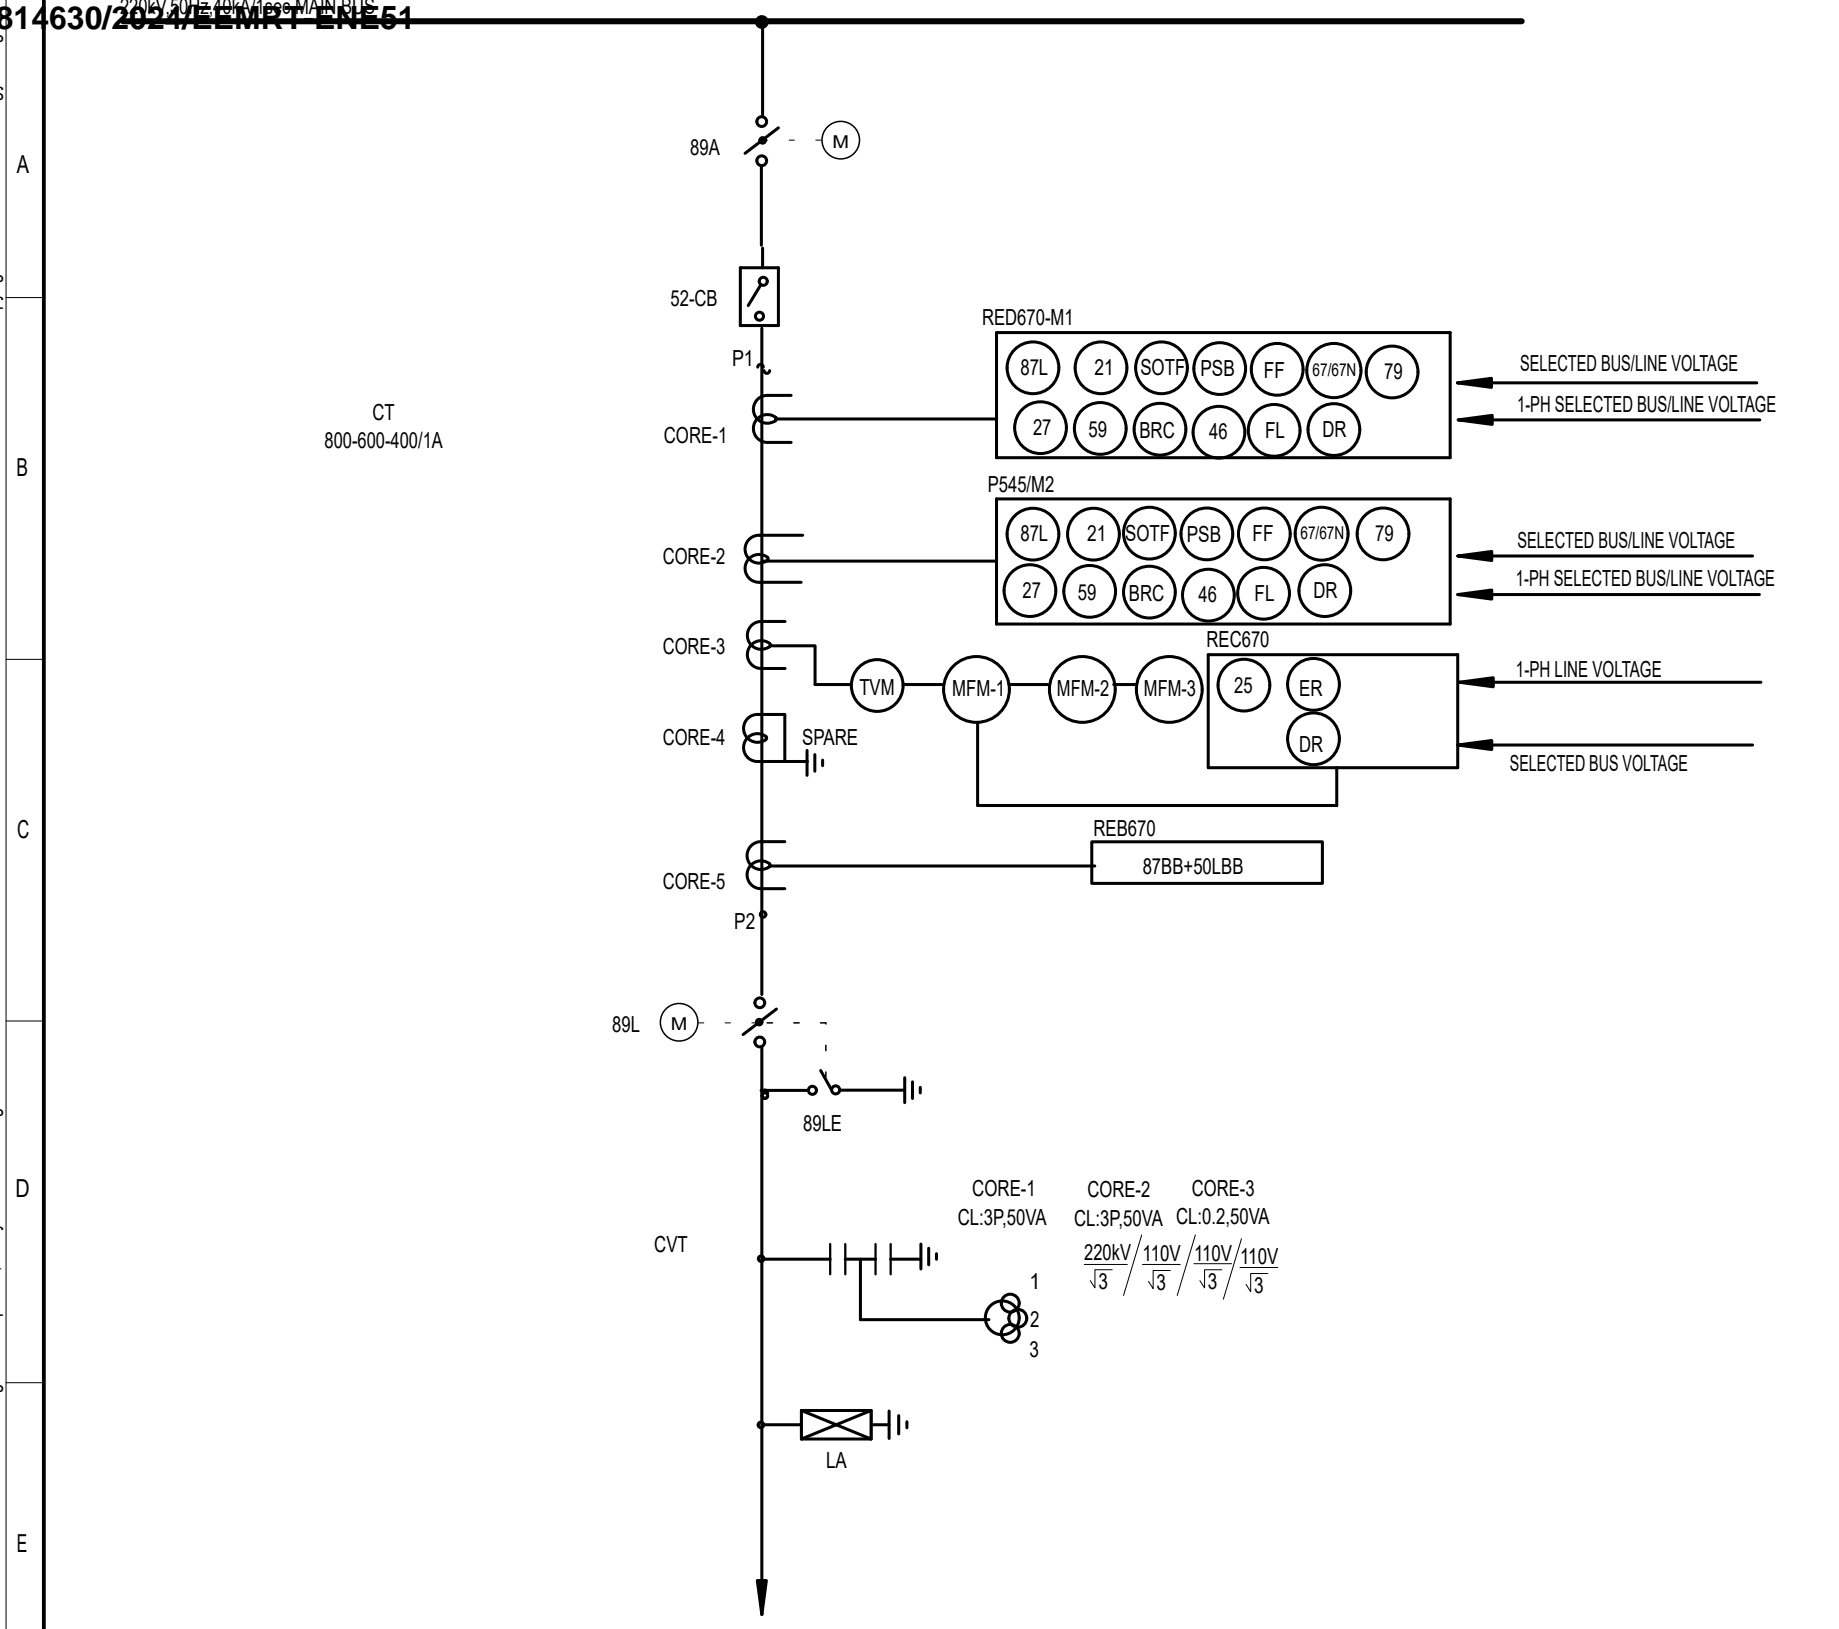 220kV,50Hz,40kA/1sec MAIN BUS
814630/2024/EEMRT-ENE51
A
89A
M
52-CB
P1
RED670-M1
87L 21 SOTF PSB FF 67/67N 79
27 59 BRC 46 FL DR
SELECTED BUS/LINE VOLTAGE
1-PH SELECTED BUS/LINE VOLTAGE
CT
800-600-400/1A
CORE-1
B
P545/M2
87L 21 SOTF PSB FF 67/67N 79
27 59 BRC 46 FL DR
SELECTED BUS/LINE VOLTAGE
1-PH SELECTED BUS/LINE VOLTAGE
CORE-2
CORE-3
TVM MFM-1 MFM-2 MFM-3
REC670
25 ER
DR
1-PH LINE VOLTAGE
SELECTED BUS VOLTAGE
CORE-4
SPARE
C
REB670
87BB+50LBB
CORE-5
P2
89L
M
89LE
D
CORE-1 CORE-2 CORE-3
CL:3P,50VA CL:3P,50VA CL:0.2,50VA
220kV/√3 / 110V/√3 / 110V/√3 / 110V/√3
CVT
1
2
3
LA
E